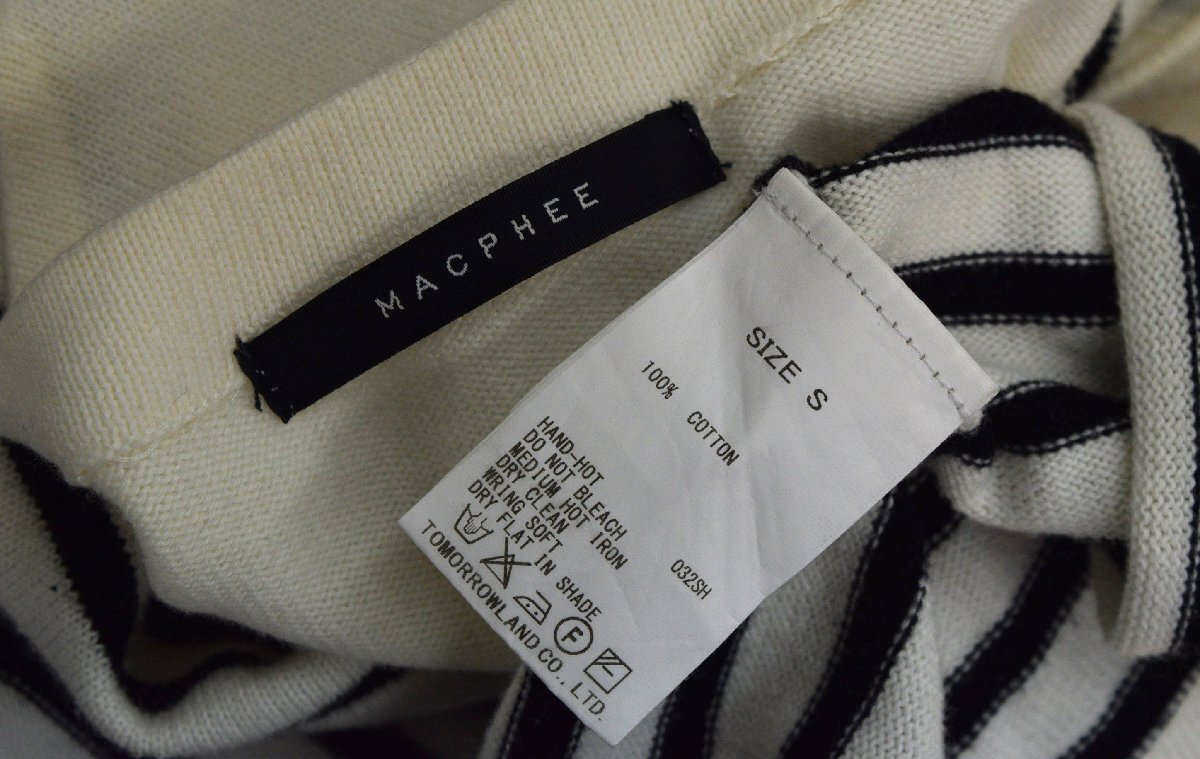 MACPHEE
SIZE S
100% COTTON
HAND-HOT
DO NOT BLEACH
MEDIUM HOT IRON
DRY CLEAN
WRING SOFT
DRY FLAT IN SHADE
032SH
F
TOMORROWLAND CO., LTD.